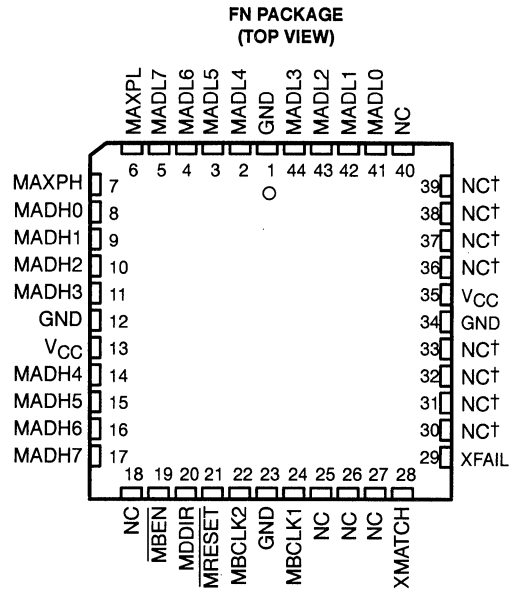 FN PACKAGE
(TOP VIEW)
MAXPL
MADL7
MADL6
MADL5
MADL4
GND
MADL3
MADL2
MADL1
MADL0
NC
6 5 4 3 2 1 44 43 42 41 40
MAXPH 7
MADH0 8
MADH1 9
MADH2 10
MADH3 11
GND 12
VCC 13
MADH4 14
MADH5 15
MADH6 16
MADH7 17
39 NC†
38 NC†
37 NC†
36 NC†
35 VCC
34 GND
33 NC†
32 NC†
31 NC†
30 NC†
29 XFAIL
18 19 20 21 22 23 24 25 26 27 28
NC
MBEN
MDDIR
MRESET
MBCLK2
GND
MBCLK1
NC
NC
NC
XMATCH